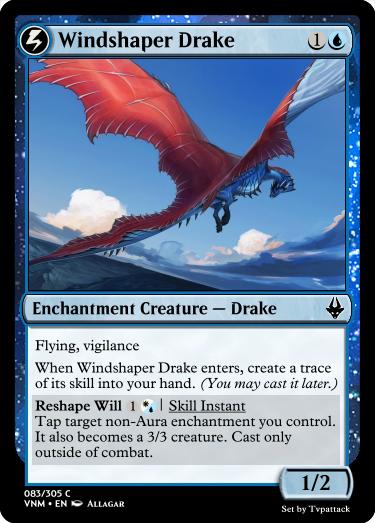 Windshaper Drake 1
Enchantment Creature — Drake
Flying, vigilance
When Windshaper Drake enters, create a trace
of its skill into your hand. (You may cast it later.)
Reshape Will 1 | Skill Instant
Tap target non-Aura enchantment you control.
It also becomes a 3/3 creature. Cast only
outside of combat.
1/2
083/305 C
VNM • EN Allagar
Set by Tvpattack